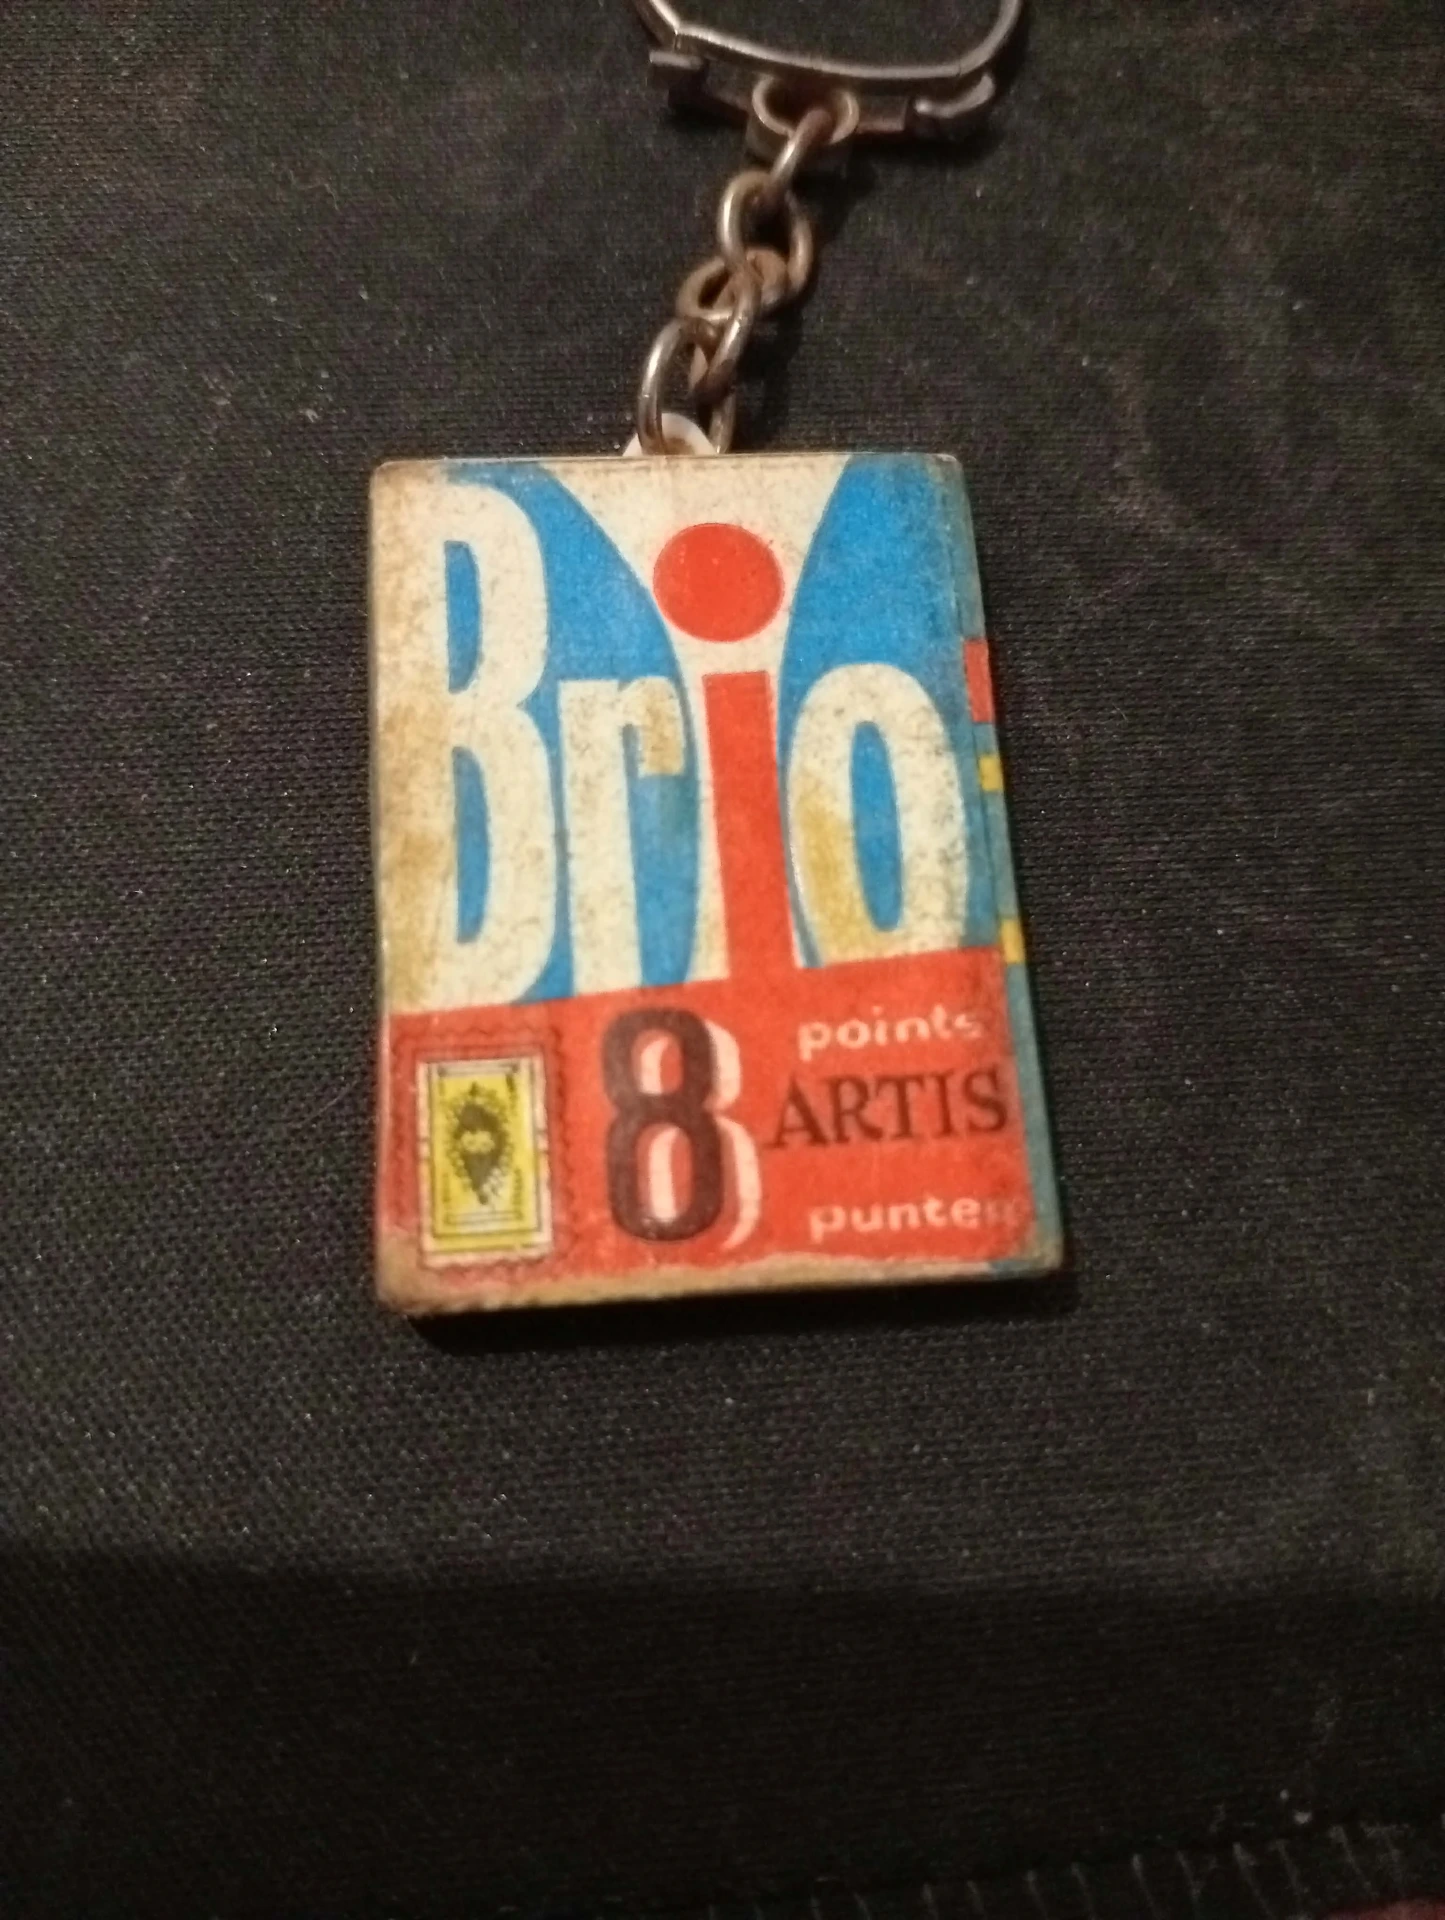 Brio
8
points
ARTIS
punten